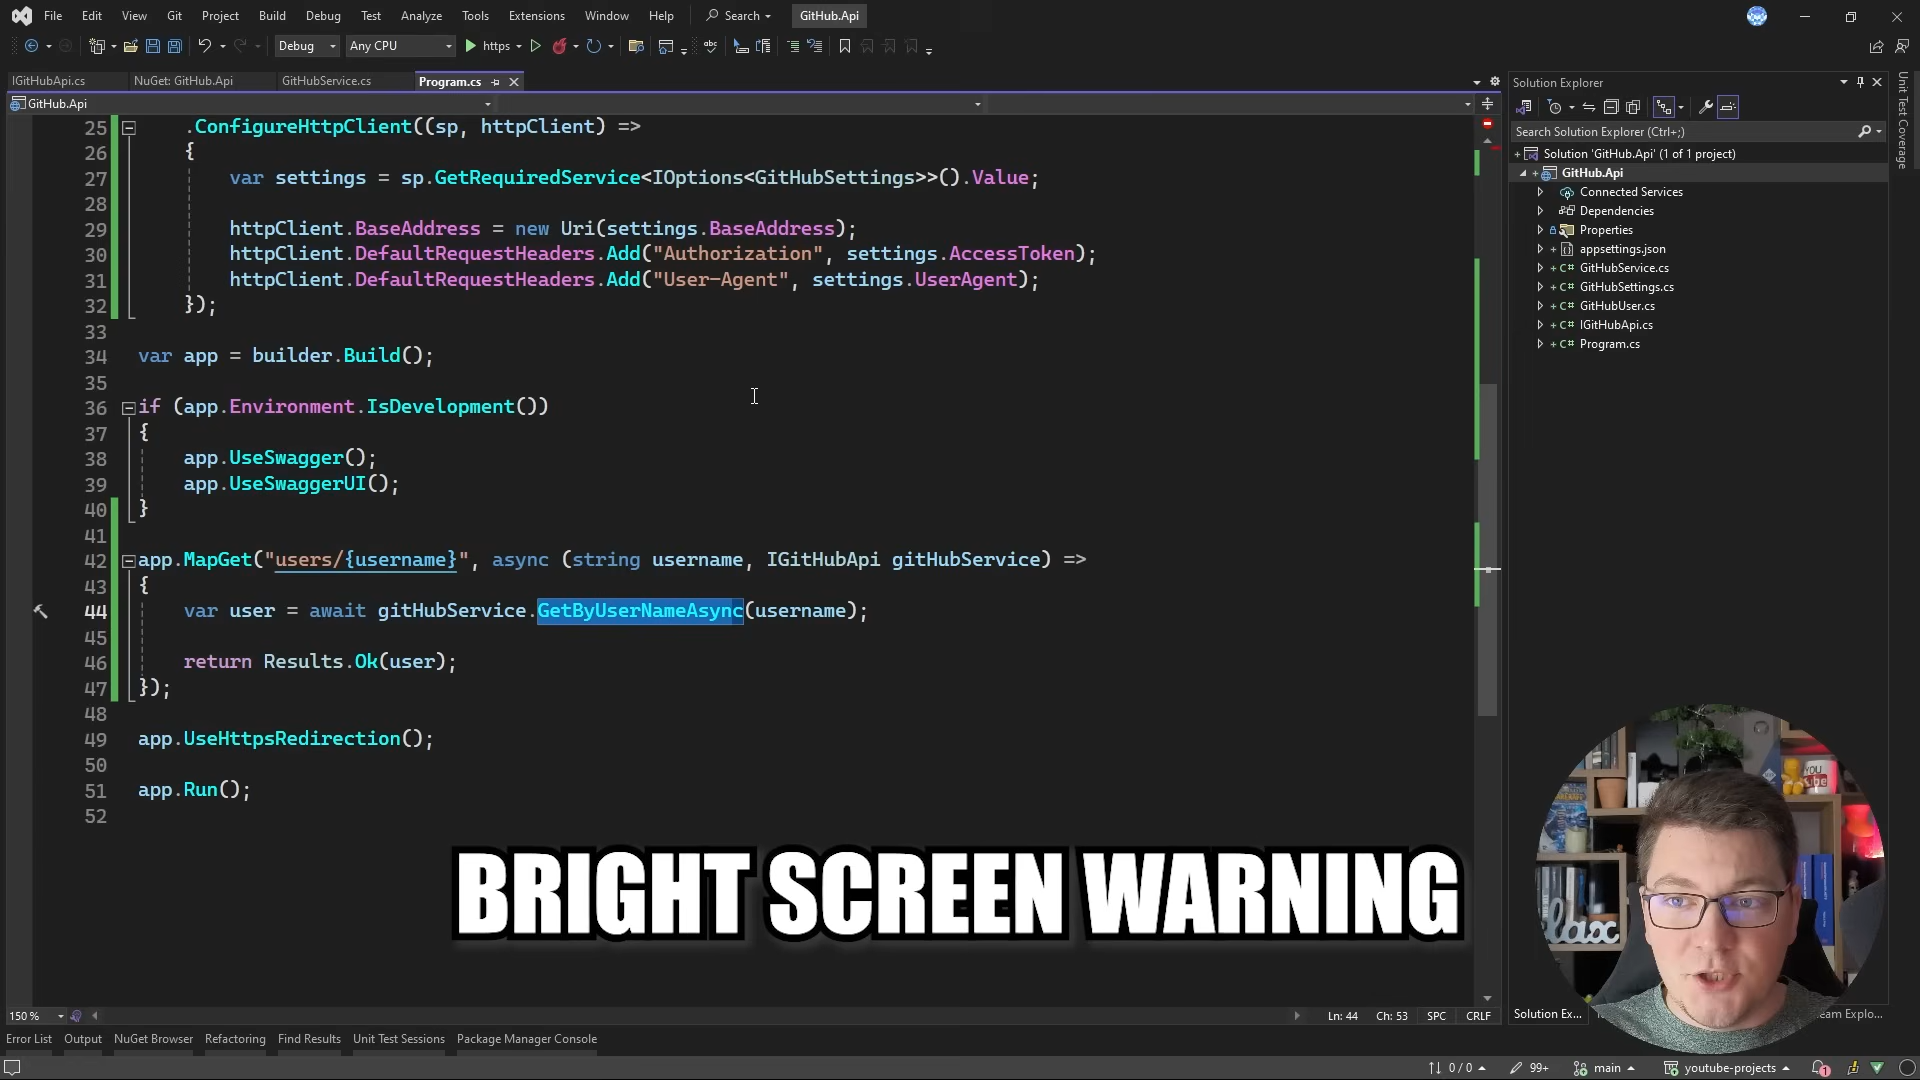 File Edit View Git Project Build Debug Test Analyze Tools Extensions Window Help Search GitHub.Api
Debug Any CPU https
IGitHubApi.cs NuGet: GitHub.Api GitHubService.cs Program.cs
GitHub.Api
25 .ConfigureHttpClient((sp, httpClient) =>
26 {
27 var settings = sp.GetRequiredService<IOptions<GitHubSettings>>().Value;
28
29 httpClient.BaseAddress = new Uri(settings.BaseAddress);
30 httpClient.DefaultRequestHeaders.Add("Authorization", settings.AccessToken);
31 httpClient.DefaultRequestHeaders.Add("User-Agent", settings.UserAgent);
32 });
33
34 var app = builder.Build();
35
36 if (app.Environment.IsDevelopment())
37 {
38 app.UseSwagger();
39 app.UseSwaggerUI();
40 }
41
42 app.MapGet("users/{username}", async (string username, IGitHubApi gitHubService) =>
43 {
44 var user = await gitHubService.GetByUserNameAsync(username);
45
46 return Results.Ok(user);
47 });
48
49 app.UseHttpsRedirection();
50
51 app.Run();
52
BRIGHT SCREEN WARNING
150 % Ln: 44 Ch: 53 SPC CRLF
Error List Output NuGet Browser Refactoring Find Results Unit Test Sessions Package Manager Console
Solution Explorer
Search Solution Explorer (Ctrl+;)
Solution 'GitHub.Api' (1 of 1 project)
GitHub.Api
Connected Services
Dependencies
Properties
appsettings.json
C# GitHubService.cs
C# GitHubSettings.cs
C# GitHubUser.cs
C# IGitHubApi.cs
C# Program.cs
Solution Ex...
eam Explo...
Unit Test Coverage
0 / 0 99+ main youtube-projects 1